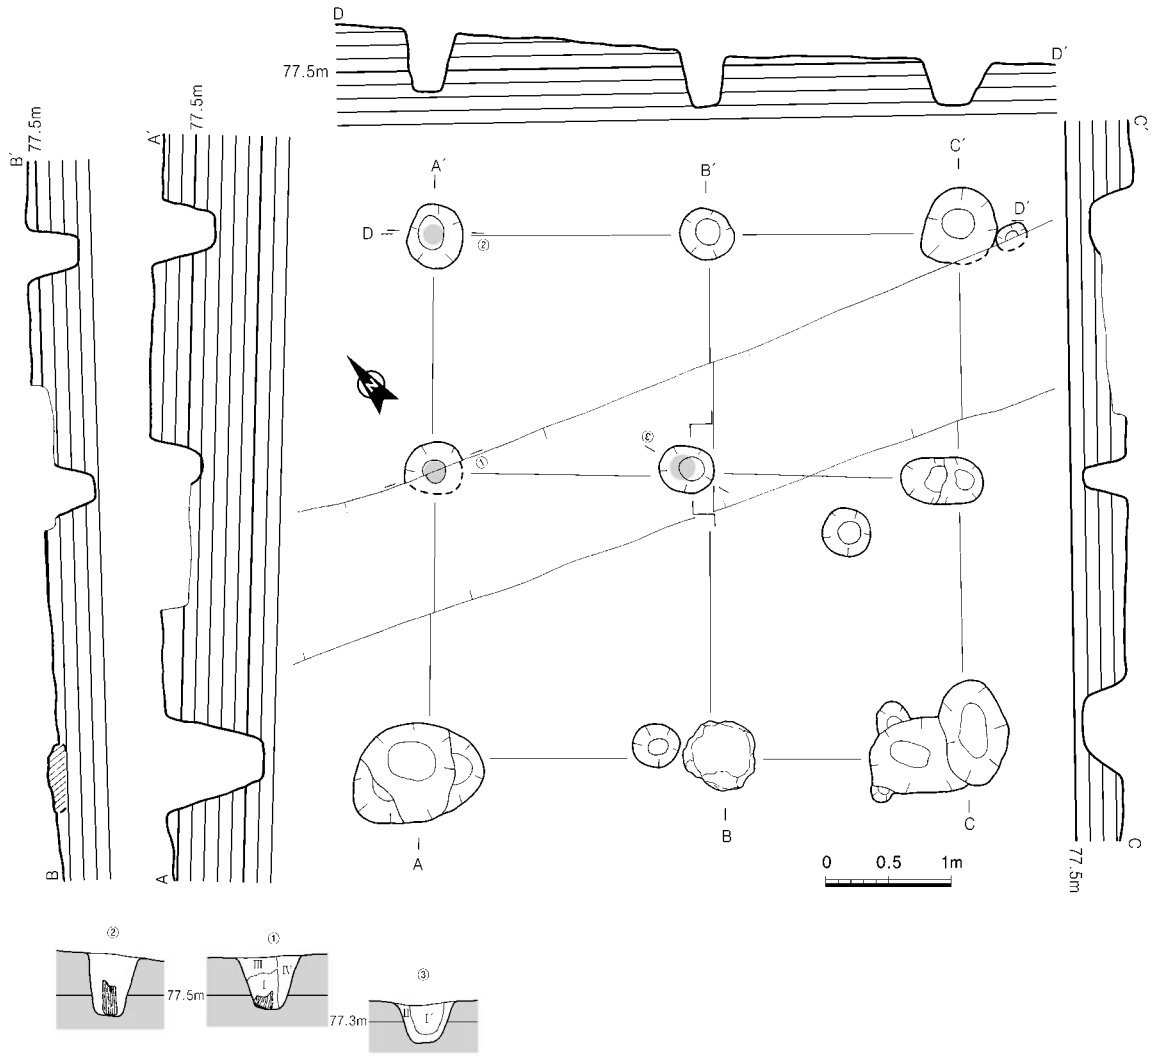 D
77.5m
D′
B′
77.5m
A′
77.5m
C′
A′
B′
C′
D
②
D′
N
①
③
A
B
C
0 0.5 1m
B
A
77.5m
C
②
①
③
III
IV
I
77.5m
II
I′
77.3m